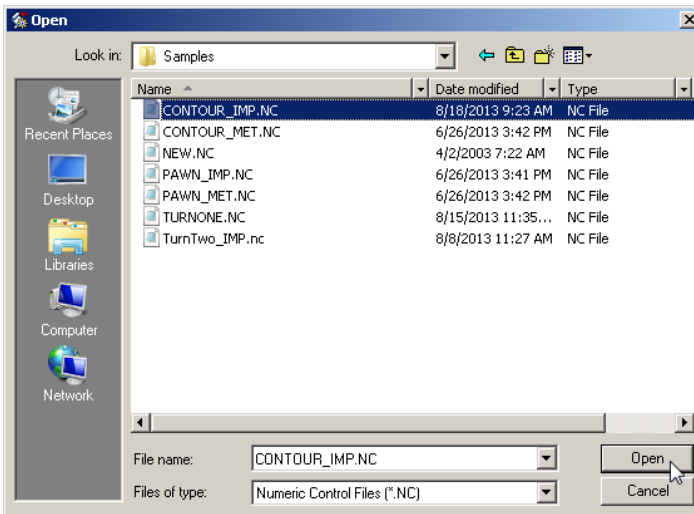 Open
Look in: Samples
Name Date modified Type
CONTOUR_IMP.NC 8/18/2013 9:23 AM NC File
CONTOUR_MET.NC 6/26/2013 3:42 PM NC File
NEW.NC 4/2/2003 7:22 AM NC File
PAWN_IMP.NC 6/26/2013 3:41 PM NC File
PAWN_MET.NC 6/26/2013 3:42 PM NC File
TURNONE.NC 8/15/2013 11:35... NC File
TurnTwo_IMP.nc 8/8/2013 11:27 AM NC File
Recent Places
Desktop
Libraries
Computer
Network
File name: CONTOUR_IMP.NC Open
Files of type: Numeric Control Files (*.NC) Cancel